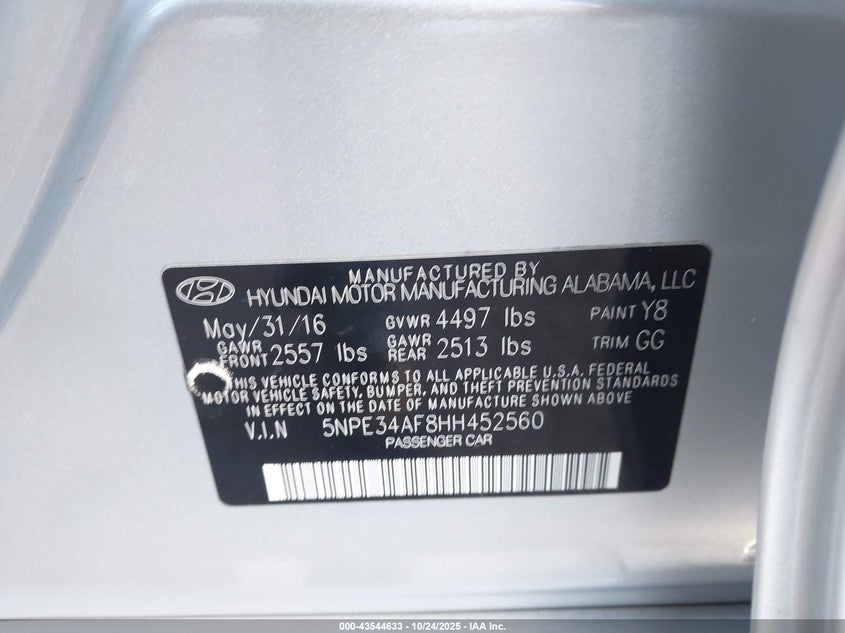 MANUFACTURED BY
HYUNDAI MOTOR MANUFACTURING ALABAMA, LLC
May/31/16 GVWR 4497 lbs PAINT Y8
GAWR FRONT 2557 lbs GAWR REAR 2513 lbs TRIM GG
THIS VEHICLE CONFORMS TO ALL APPLICABLE U.S.A. FEDERAL
MOTOR VEHICLE SAFETY, BUMPER, AND THEFT PREVENTION STANDARDS
IN EFFECT ON THE DATE OF MANUFACTURE SHOWN ABOVE.
V.I.N 5NPE34AF8HH452560
PASSENGER CAR
000-43544633 - 10/24/2025 - IAA Inc.